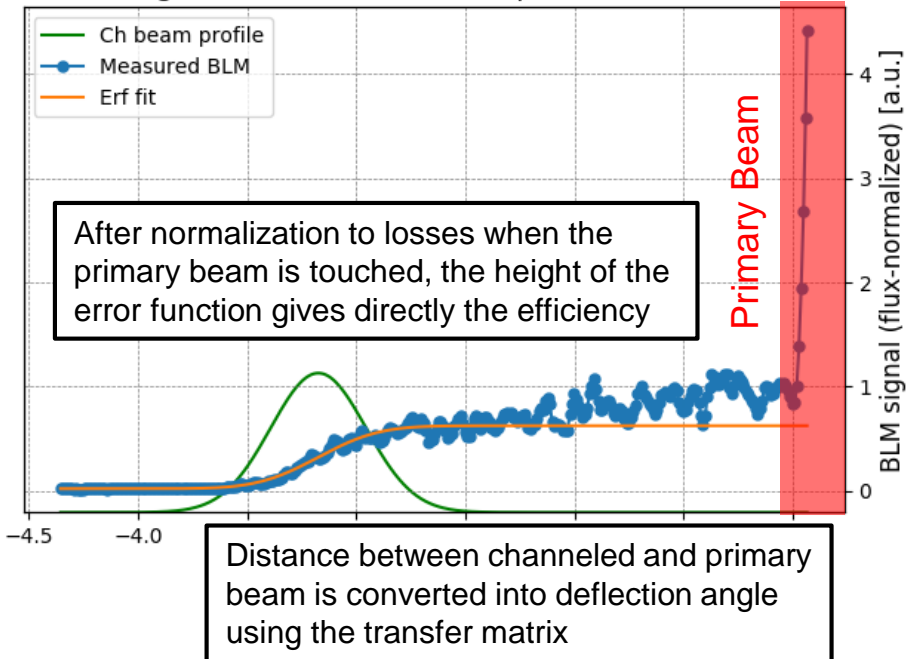 Ch beam profile
Measured BLM
Erf fit
4
3
2
1
0
BLM signal (flux-normalized) [a.u.]
Primary Beam
After normalization to losses when the
primary beam is touched, the height of the
error function gives directly the efficiency
−4.5
−4.0
Distance between channeled and primary
beam is converted into deflection angle
using the transfer matrix